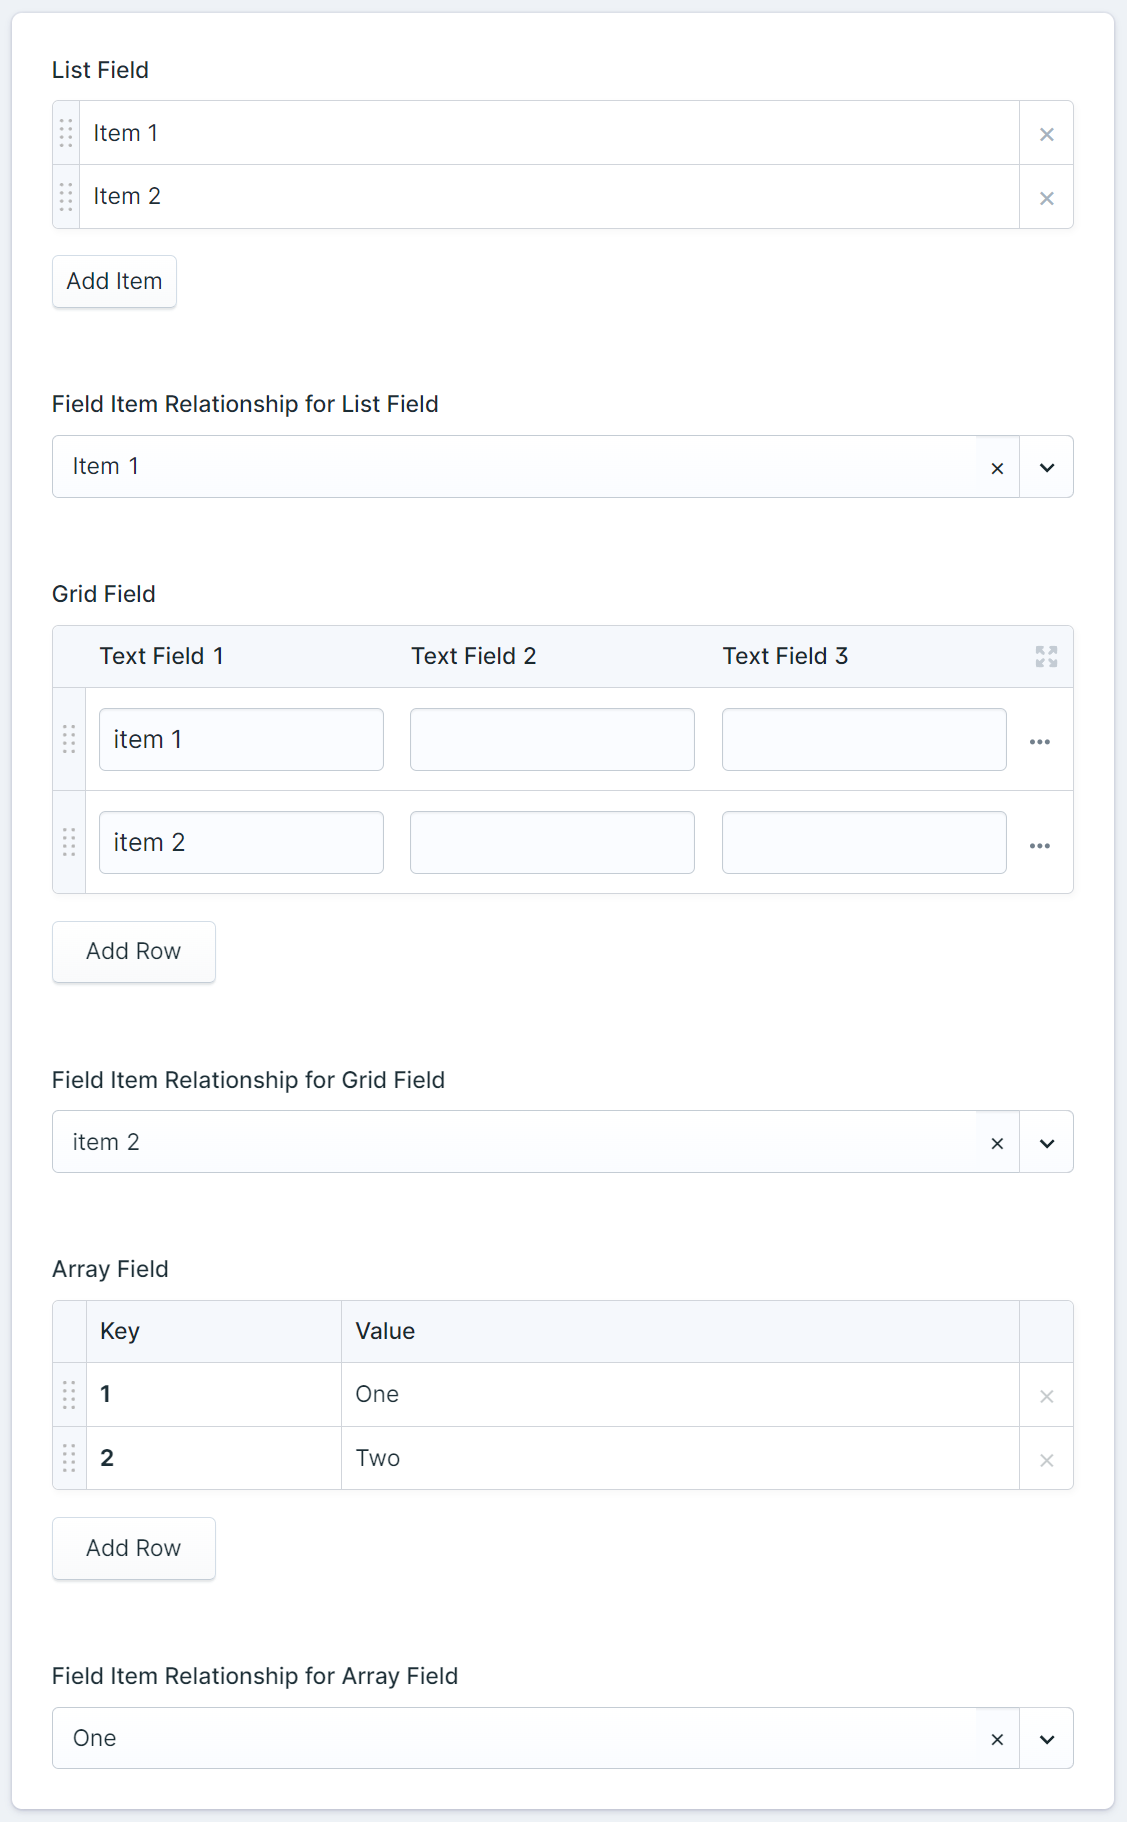 List Field
Item 1
Item 2
Add Item
Field Item Relationship for List Field
Item 1
Grid Field
Text Field 1 Text Field 2 Text Field 3
item 1
item 2
Add Row
Field Item Relationship for Grid Field
item 2
Array Field
Key Value
1 One
2 Two
Add Row
Field Item Relationship for Array Field
One